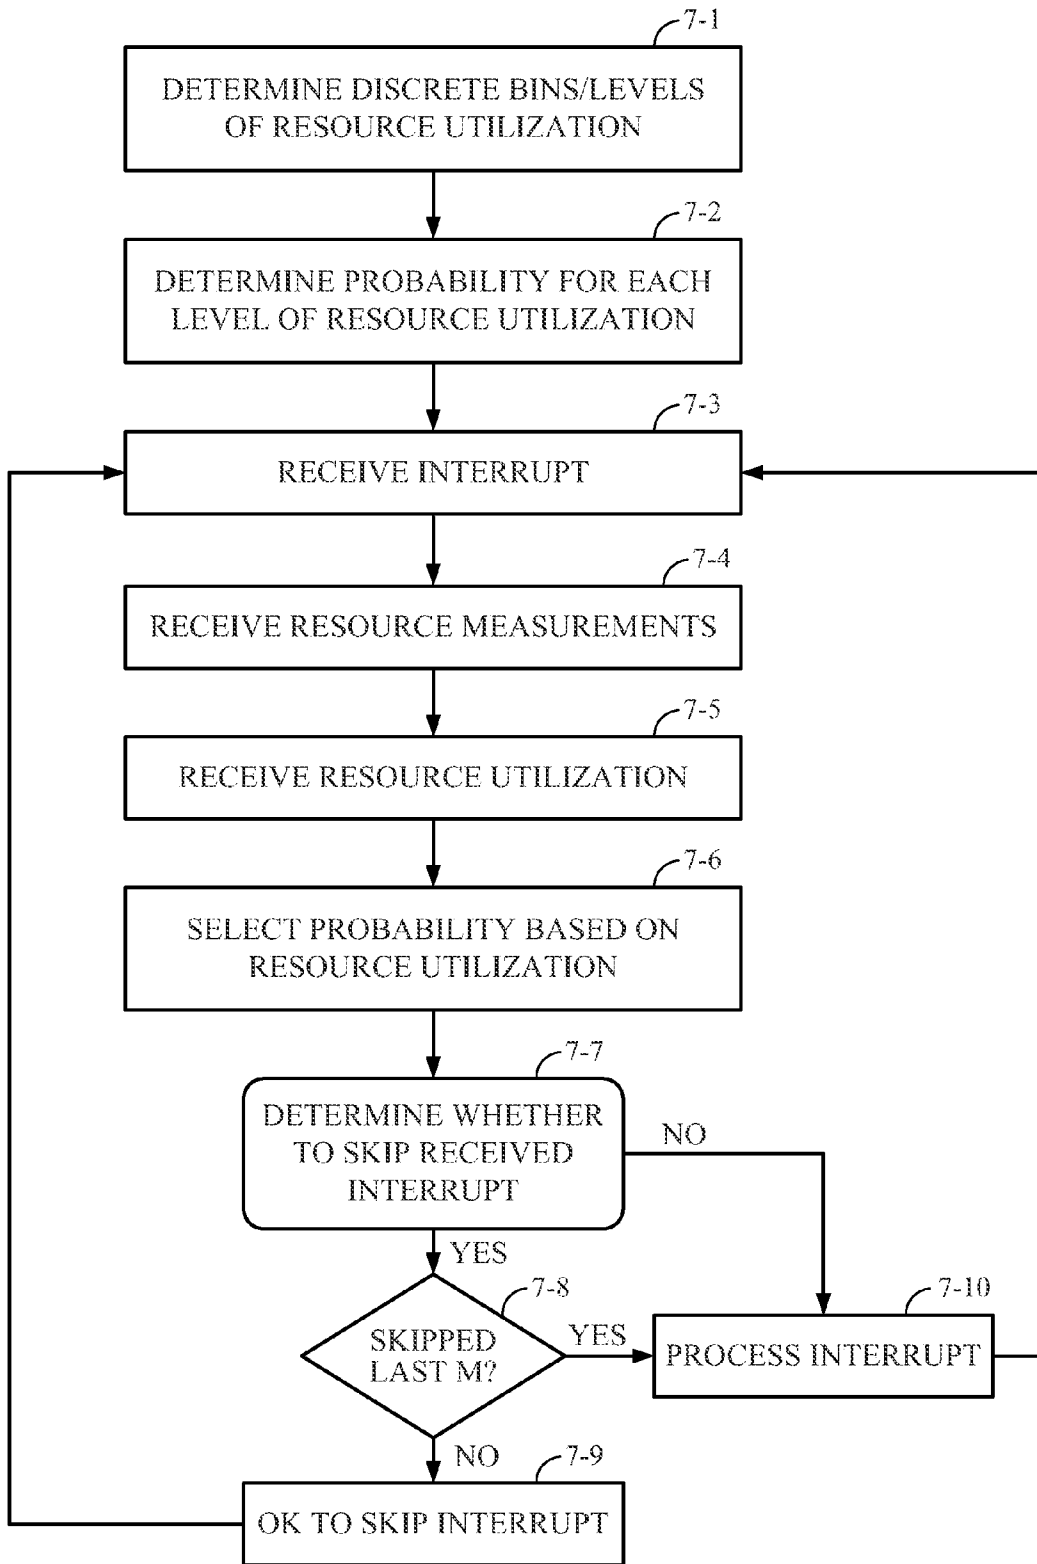 7-1
DETERMINE DISCRETE BINS/LEVELS
OF RESOURCE UTILIZATION
7-2
DETERMINE PROBABILITY FOR EACH
LEVEL OF RESOURCE UTILIZATION
7-3
RECEIVE INTERRUPT
7-4
RECEIVE RESOURCE MEASUREMENTS
7-5
RECEIVE RESOURCE UTILIZATION
7-6
SELECT PROBABILITY BASED ON
RESOURCE UTILIZATION
7-7
DETERMINE WHETHER
TO SKIP RECEIVED
INTERRUPT
NO
YES
7-8
SKIPPED
LAST M?
YES
7-10
PROCESS INTERRUPT
NO
7-9
OK TO SKIP INTERRUPT